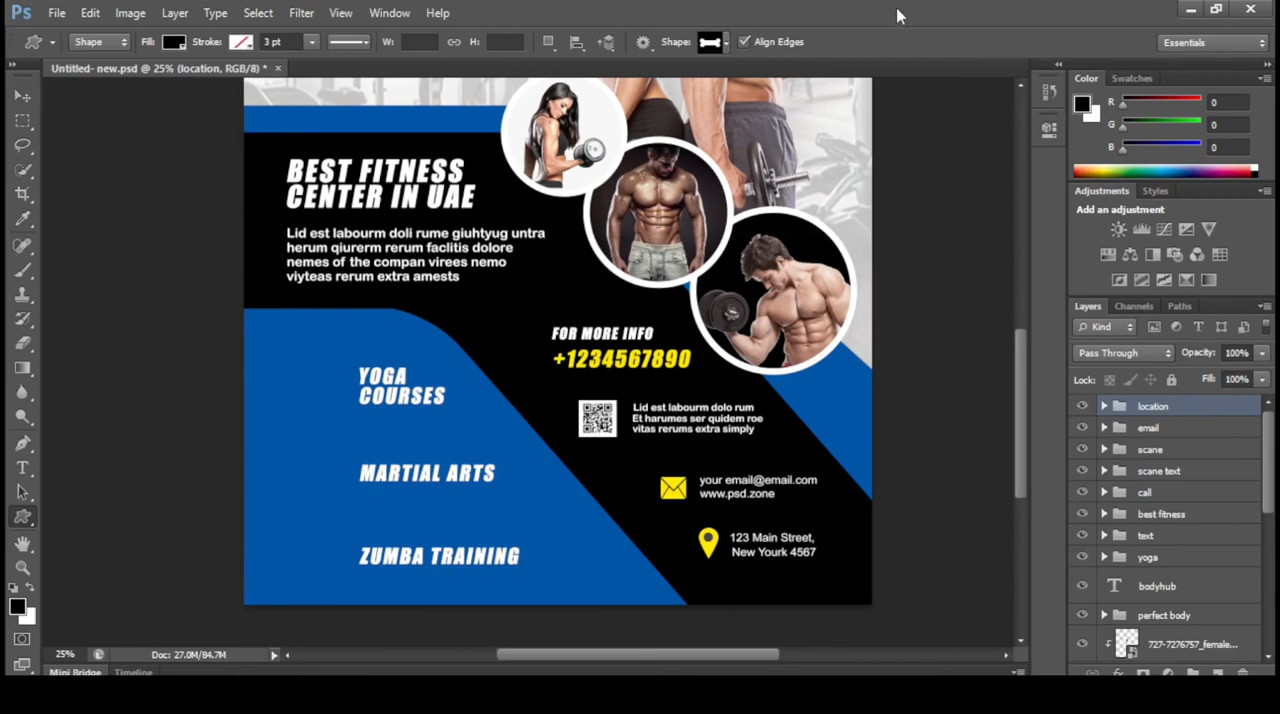 Ps File Edit Image Layer Type Select Filter View Window Help
Shape Fill: Stroke: 3 pt W: H: Shape: Align Edges Essentials
Untitled- new.psd @ 25% (location, RGB/8) * ×
Color Swatches
R 0
G 0
B 0
Adjustments Styles
Add an adjustment
Layers Channels Paths
Kind
Pass Through Opacity: 100%
Lock: Fill: 100%
location
email
scane
scane text
call
best fitness
text
yoga
T bodyhub
perfect body
727-7276757_female...
BEST FITNESS
CENTER IN UAE
Lid est labourm doli rume giuhtyug untra
herum qiurerm rerum faclitis dolore
nemes of the compan virees nemo
viyteas rerum extra amests
FOR MORE INFO
+1234567890
YOGA
COURSES
Lid est labourm dolo rum
Et harumes ser quidem roe
vitas rerums extra simply
MARTIAL ARTS
your email@email.com
www.psd.zone
123 Main Street,
New Yourk 4567
ZUMBA TRAINING
25% Doc: 27.0M/84.7M
Mini Bridge Timeline